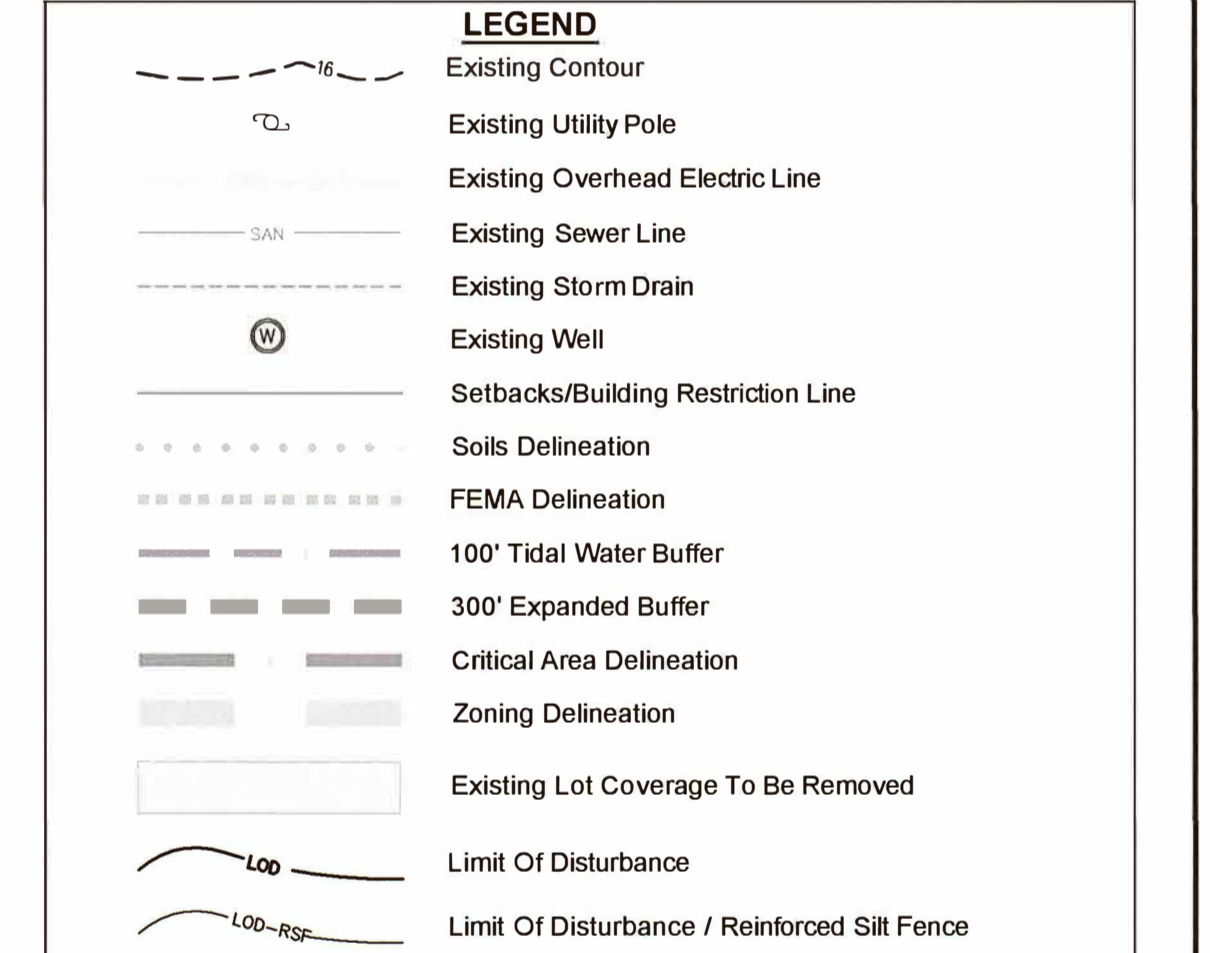 LEGEND
16 Existing Contour
Existing Utility Pole
Existing Overhead Electric Line
SAN Existing Sewer Line
Existing Storm Drain
W Existing Well
Setbacks/Building Restriction Line
Soils Delineation
FEMA Delineation
100' Tidal Water Buffer
300' Expanded Buffer
Critical Area Delineation
Zoning Delineation
Existing Lot Coverage To Be Removed
LOD Limit Of Disturbance
LOD-RSF Limit Of Disturbance / Reinforced Silt Fence